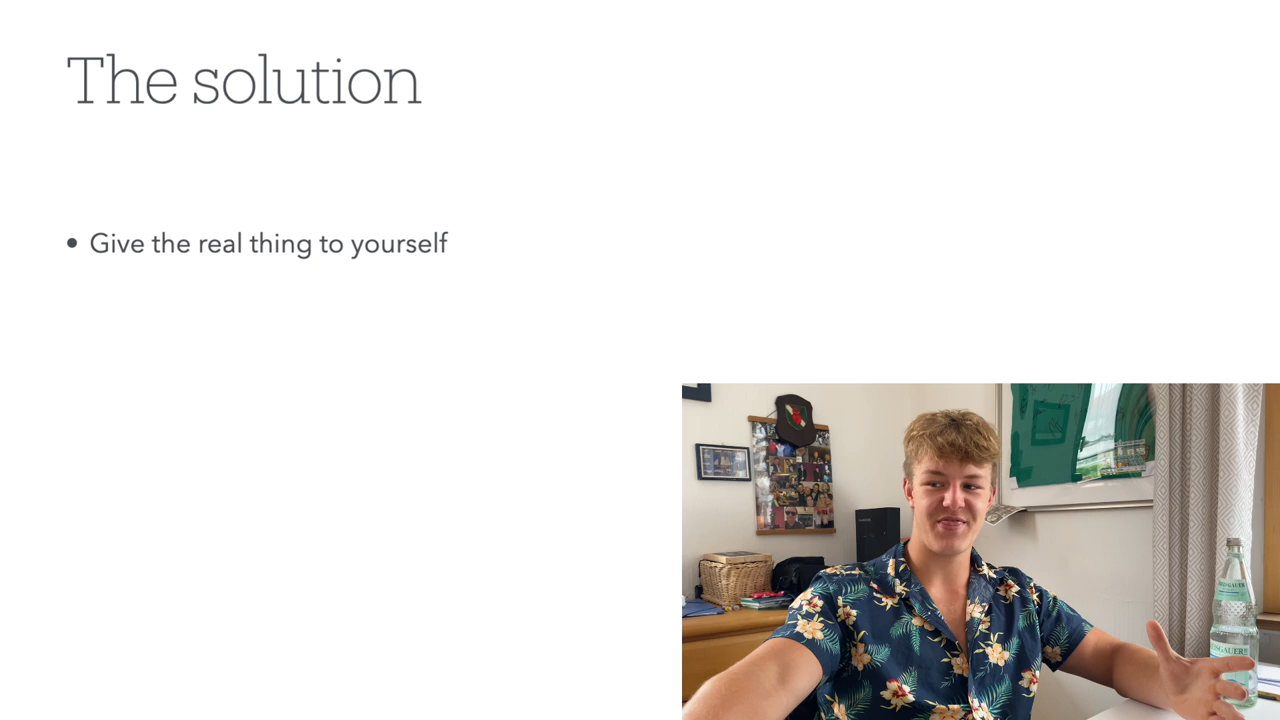 The solution
• Give the real thing to yourself